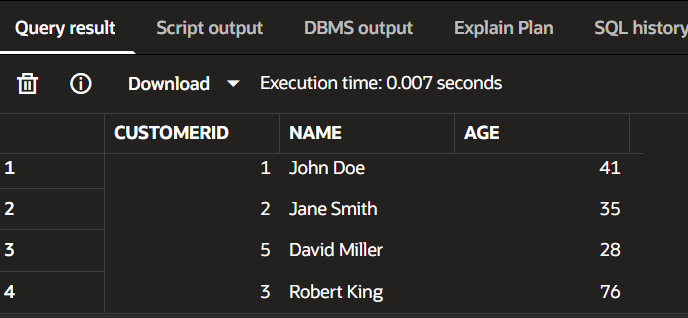 Query result Script output DBMS output Explain Plan SQL history
Download Execution time: 0.007 seconds
CUSTOMERID NAME AGE
1 1 John Doe 41
2 2 Jane Smith 35
3 5 David Miller 28
4 3 Robert King 76